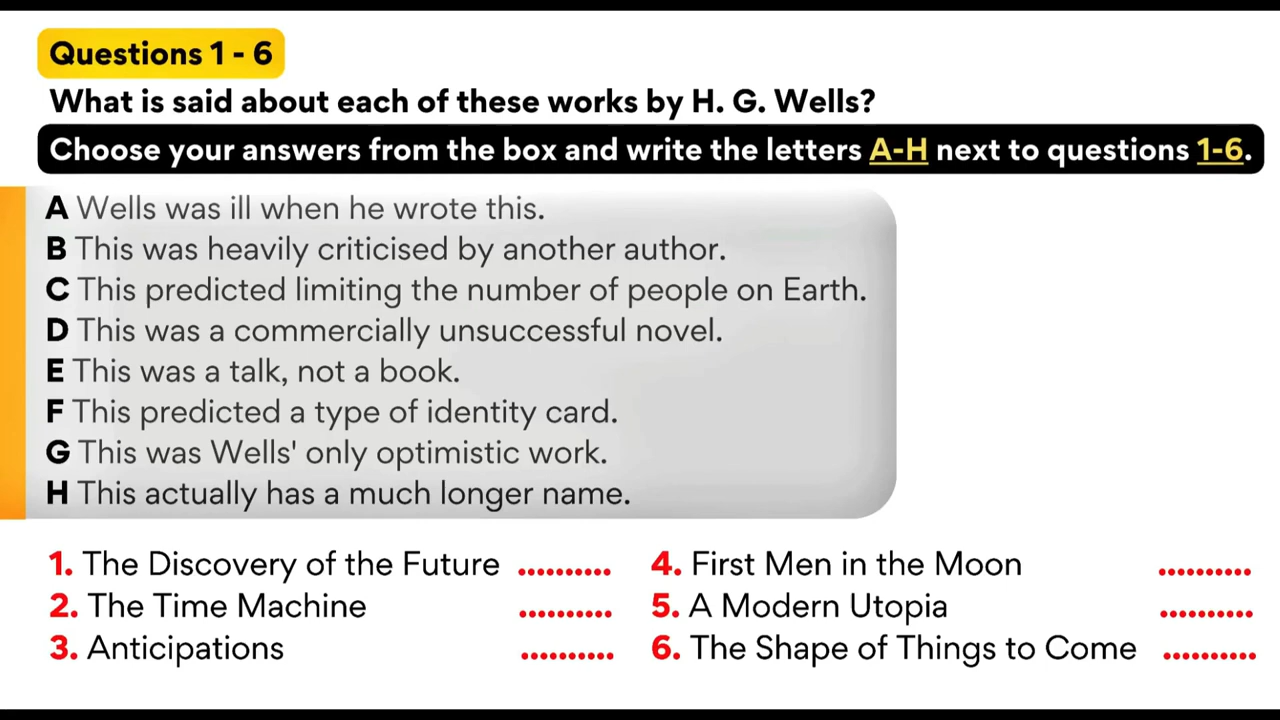 Questions 1 - 6
What is said about each of these works by H. G. Wells?
Choose your answers from the box and write the letters A-H next to questions 1-6.
A Wells was ill when he wrote this.
B This was heavily criticised by another author.
C This predicted limiting the number of people on Earth.
D This was a commercially unsuccessful novel.
E This was a talk, not a book.
F This predicted a type of identity card.
G This was Wells' only optimistic work.
H This actually has a much longer name.
1. The Discovery of the Future ..........
2. The Time Machine ..........
3. Anticipations ..........
4. First Men in the Moon ..........
5. A Modern Utopia ..........
6. The Shape of Things to Come ..........